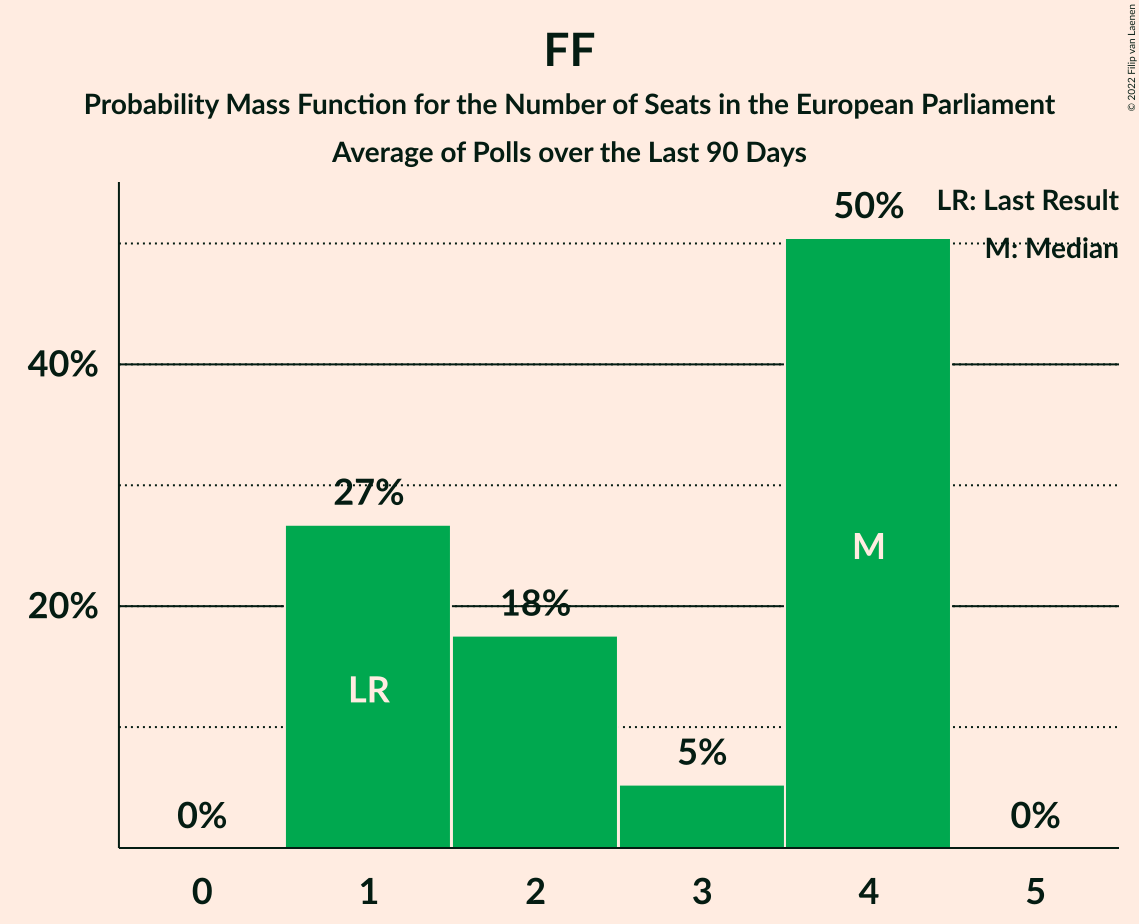 FF
Probability Mass Function for the Number of Seats in the European Parliament
Average of Polls over the Last 90 Days
© 2022 Filip van Laenen
LR: Last Result
M: Median
50%
40%
27%
M
20%
18%
LR
5%
0%
0%
0 1 2 3 4 5